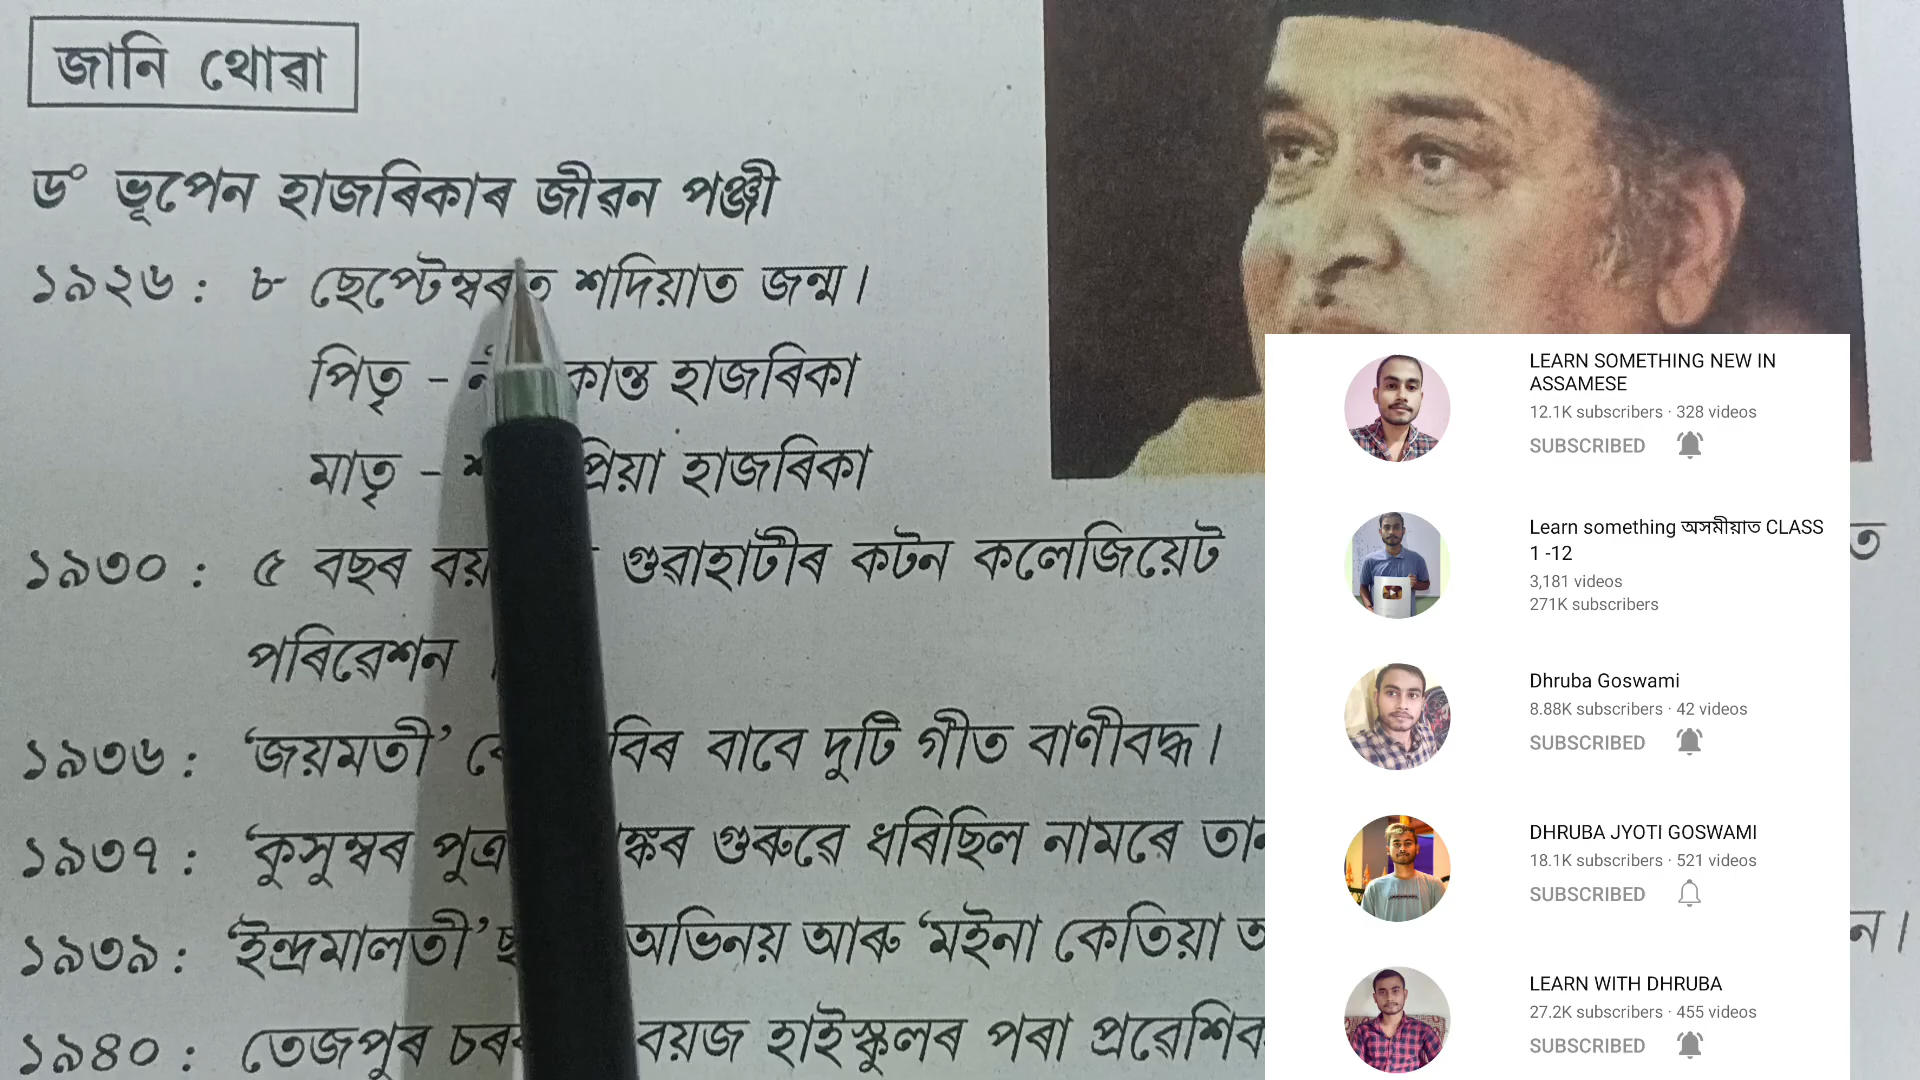 জানি থোৱা
ড° ভূপেন হাজৰিকাৰ জীৱন পঞ্জী
১৯২৬ : ৮ ছেপ্টেম্বৰত শদিয়াত জন্ম।
পিতৃ - কান্ত হাজৰিকা
মাতৃ - প্ৰিয়া হাজৰিকা
১৯৩০ : ৫ বছৰ গুৱাহাটীৰ কটন কলেজিয়েট
পৰিৱেশন
১৯৩৬ : ‘জয়মতী’ বাবে দুটি গীত বাণীবদ্ধ।
১৯৩৭ : ‘কুসুম্বৰ পুত্ৰ গুৰুৱে ধৰিছিল নামৰে
১৯৩৯ : ‘ইন্দ্ৰমালতী’ অভিনয় আৰু ‘মইনা কেতিয়া
১৯৪০ : তেজপুৰ বয়জ হাইস্কুলৰ পৰা
LEARN SOMETHING NEW IN
ASSAMESE
12.1K subscribers · 328 videos
SUBSCRIBED
Learn something অসমীয়াত CLASS
1 -12
3,181 videos
271K subscribers
Dhruba Goswami
8.88K subscribers · 42 videos
SUBSCRIBED
DHRUBA JYOTI GOSWAMI
18.1K subscribers · 521 videos
SUBSCRIBED
LEARN WITH DHRUBA
27.2K subscribers · 455 videos
SUBSCRIBED